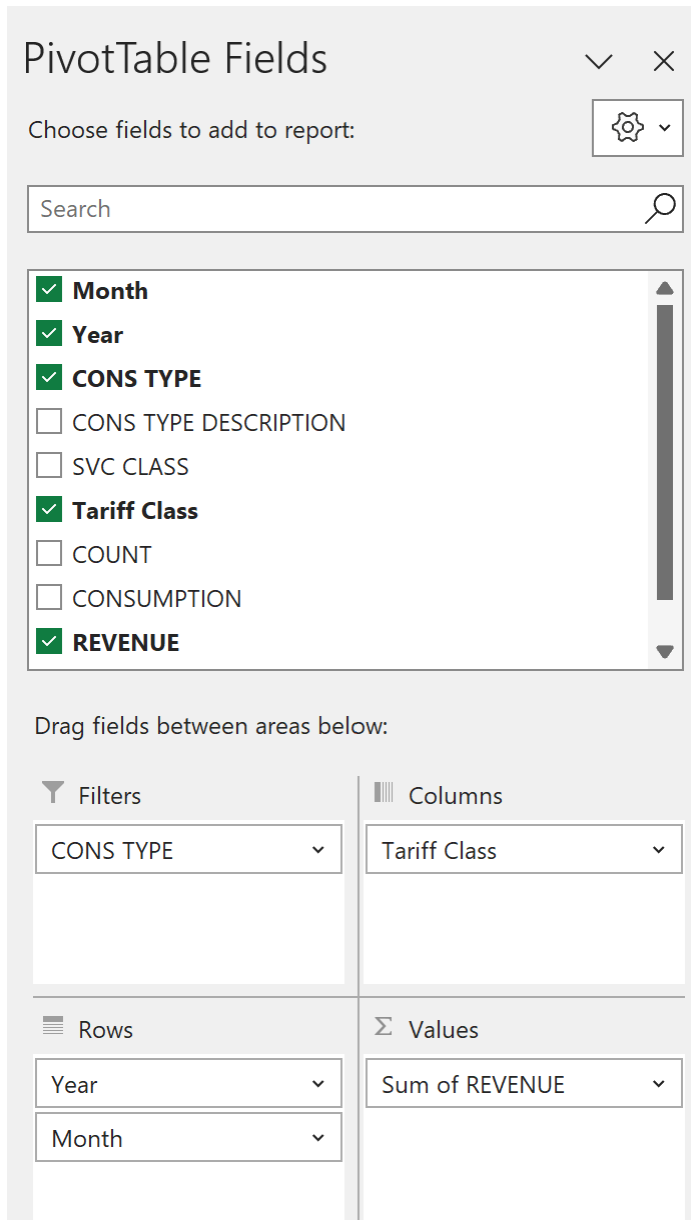 PivotTable Fields
Choose fields to add to report:
Search
Month
Year
CONS TYPE
CONS TYPE DESCRIPTION
SVC CLASS
Tariff Class
COUNT
CONSUMPTION
REVENUE
Drag fields between areas below:
Filters
CONS TYPE
Columns
Tariff Class
Rows
Year
Month
Σ Values
Sum of REVENUE